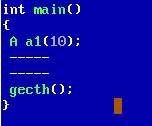 int main()
{
A a1(10);
-----
-----
gecth();
}